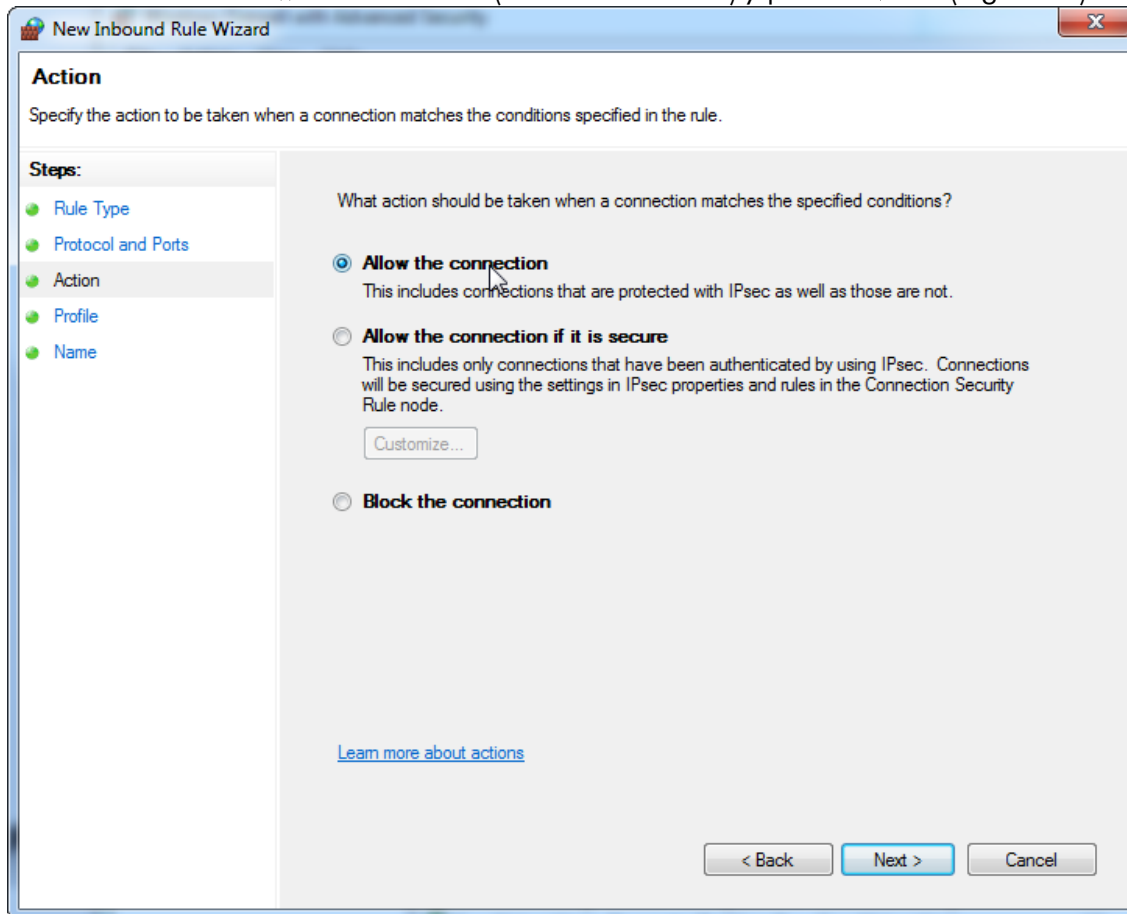 New Inbound Rule Wizard
Action
Specify the action to be taken when a connection matches the conditions specified in the rule.
Steps:
Rule Type
Protocol and Ports
Action
Profile
Name
What action should be taken when a connection matches the specified conditions?
Allow the connection
This includes connections that are protected with IPsec as well as those are not.
Allow the connection if it is secure
This includes only connections that have been authenticated by using IPsec. Connections
will be secured using the settings in IPsec properties and rules in the Connection Security
Rule node.
Customize...
Block the connection
Learn more about actions
< Back
Next >
Cancel